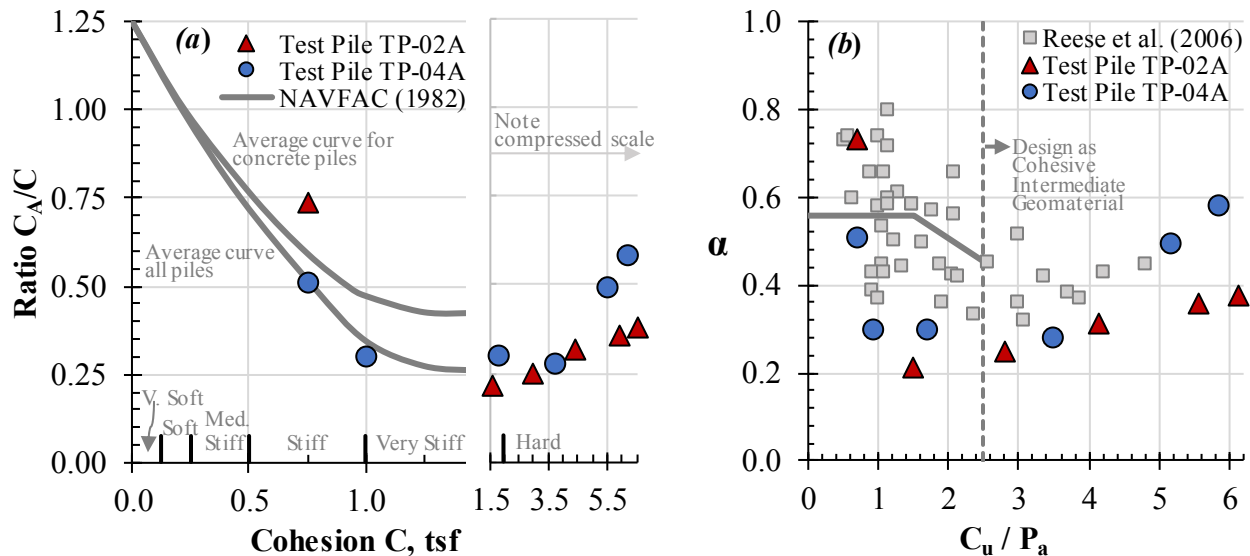 (a)
Test Pile TP-02A
Test Pile TP-04A
NAVFAC (1982)
Average curve for
concrete piles
Average curve
all piles
Note
compressed scale
V. Soft
Soft
Med.
Stiff
Stiff
Very Stiff
Hard
1.25
1.00
0.75
0.50
0.25
0.00
Ratio C_A/C
0.0
0.5
1.0
1.5
3.5
5.5
Cohesion C, tsf
(b)
Reese et al. (2006)
Test Pile TP-02A
Test Pile TP-04A
Design as
Cohesive
Intermediate
Geomaterial
1
0.8
0.6
0.4
0.2
0
α
0
1
2
3
4
5
6
C_u / P_a